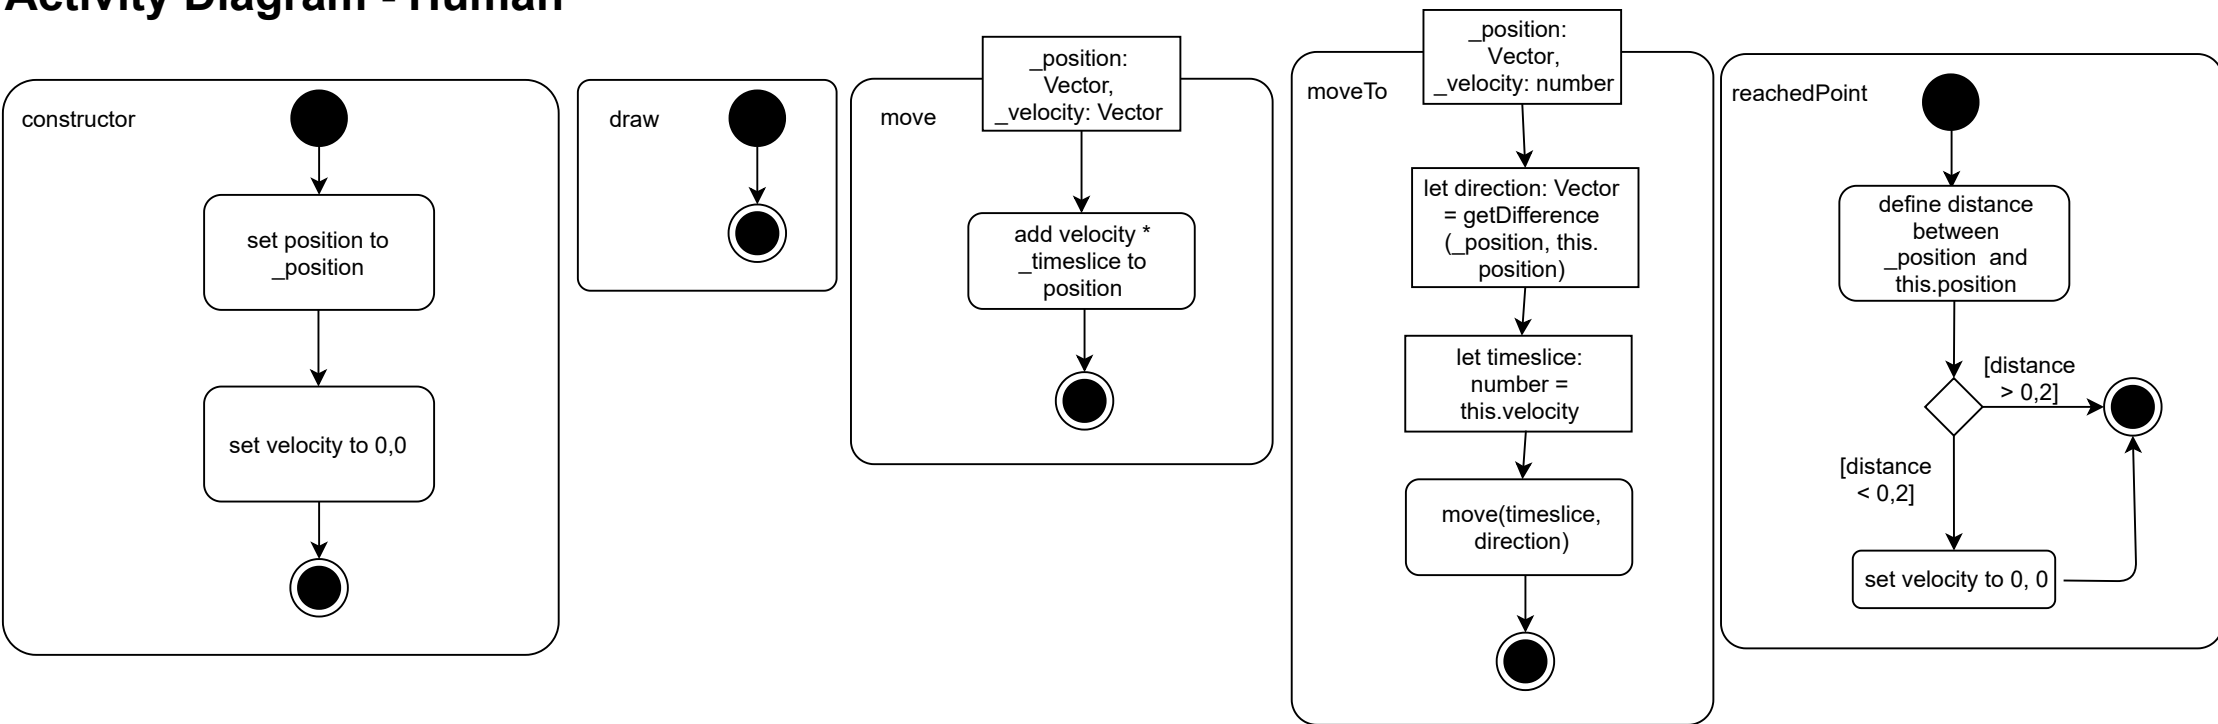 Activity Diagram - Human
constructor
set position to
_position
set velocity to 0,0
draw
_position:
Vector,
_velocity: Vector
move
add velocity *
_timeslice to
position
_position:
Vector,
_velocity: number
moveTo
let direction: Vector
= getDifference
(_position, this.
position)
let timeslice:
number =
this.velocity
move(timeslice,
direction)
reachedPoint
define distance
between
_position  and
this.position
[distance
> 0,2]
[distance
< 0,2]
set velocity to 0, 0